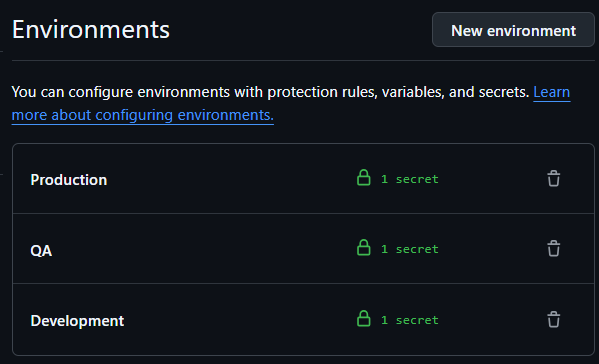 Environments
New environment
You can configure environments with protection rules, variables, and secrets. Learn
more about configuring environments.
Production 1 secret
QA 1 secret
Development 1 secret